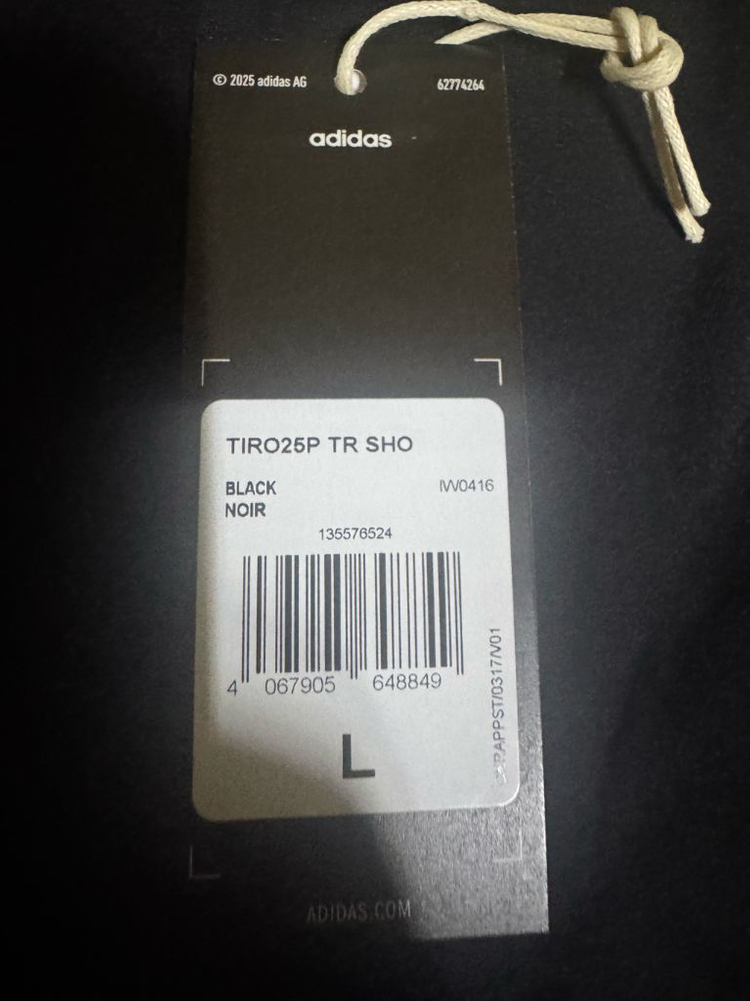 © 2025 adidas AG
62774264
adidas
TIRO25P TR SHO
BLACK
IW0416
NOIR
135576524
4 067905 648849
PAPPST/0317/V01
L
ADIDAS.COM